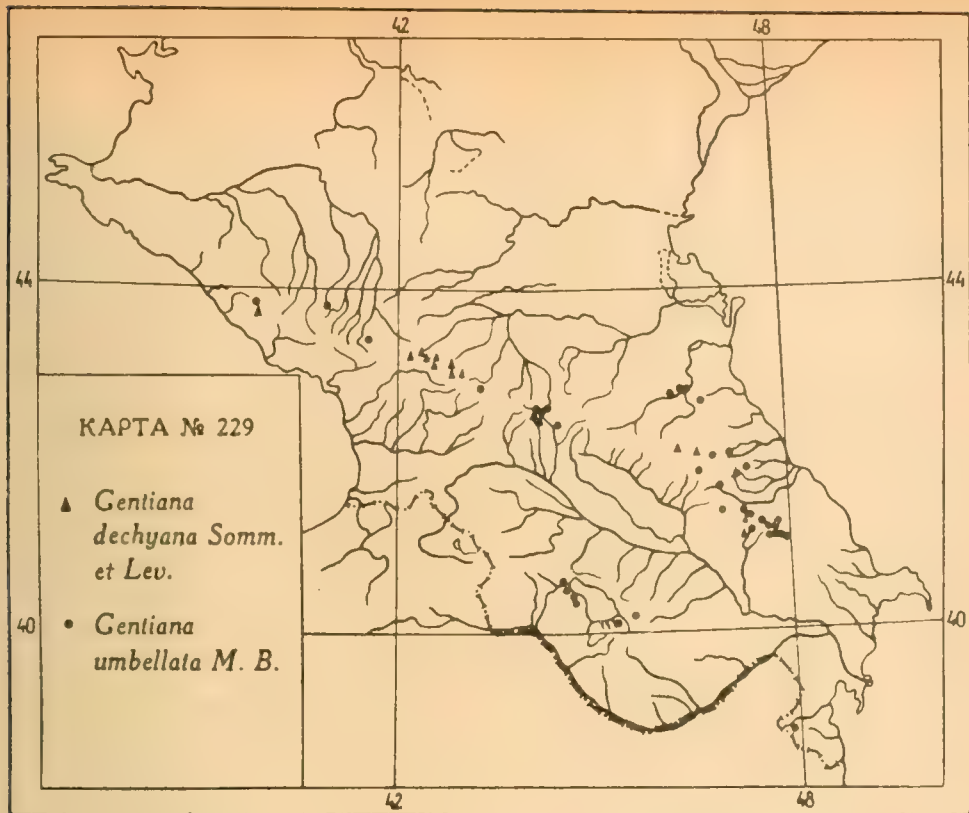 42 48
44 44
КАРТА № 229
Gentiana
dechyana Somm.
et Lev.
40 40
Gentiana
umbellata M. B.
42 48